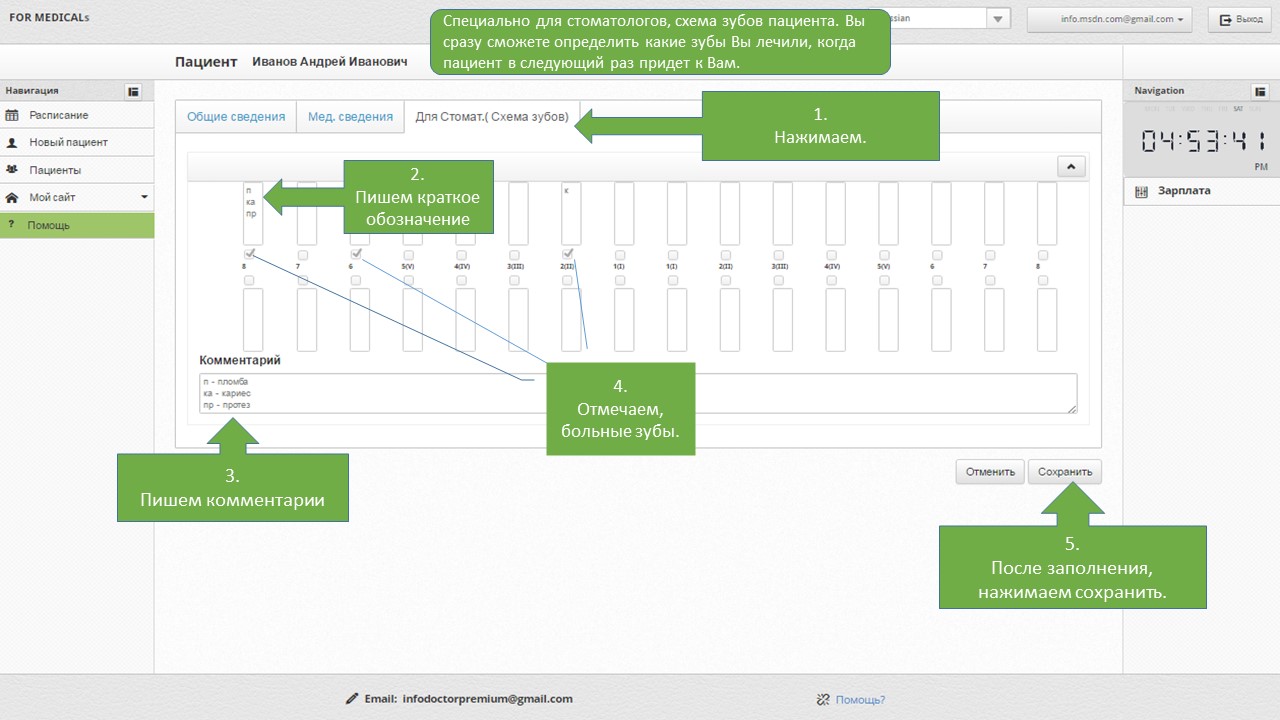 FOR MEDICALs
Специально для стоматологов, схема зубов пациента. Вы
сразу сможете определить какие зубы Вы лечили, когда
пациент в следующий раз придет к Вам.
info.msdn.com@gmail.com
Выход
Пациент Иванов Андрей Иванович
Навигация
Расписание
Новый пациент
Пациенты
Мой сайт
? Помощь
Общие сведения
Мед. сведения
Для Стомат.( Схема зубов)
1.
Нажимаем.
2.
Пишем краткое
обозначение
п
ка
пр
к
8 7 6 5(V) 4(IV) 3(III) 2(II) 1(I) 1(I) 2(II) 3(III) 4(IV) 5(V) 6 7 8
Комментарий
п - пломба
ка - кариес
пр - протез
4.
Отмечаем,
больные зубы.
3.
Пишем комментарии
Отменить
Сохранить
5.
После заполнения,
нажимаем сохранить.
Navigation
SAT
04:53:41
PM
Зарплата
Email: infodoctorpremium@gmail.com
Помощь?